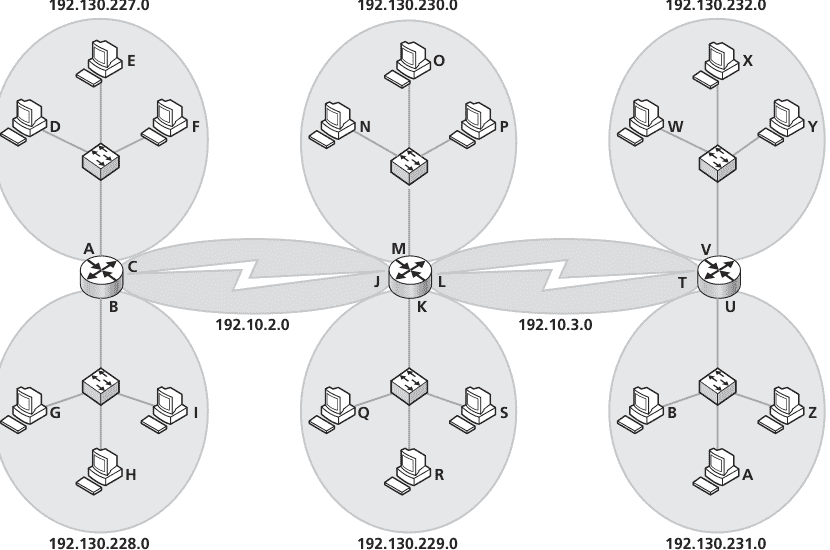 192.130.227.0 192.130.230.0 192.130.232.0
E O X
D F N P W Y
A M V
C J L T
B K U
192.10.2.0 192.10.3.0
G I Q S B Z
H R A
192.130.228.0 192.130.229.0 192.130.231.0